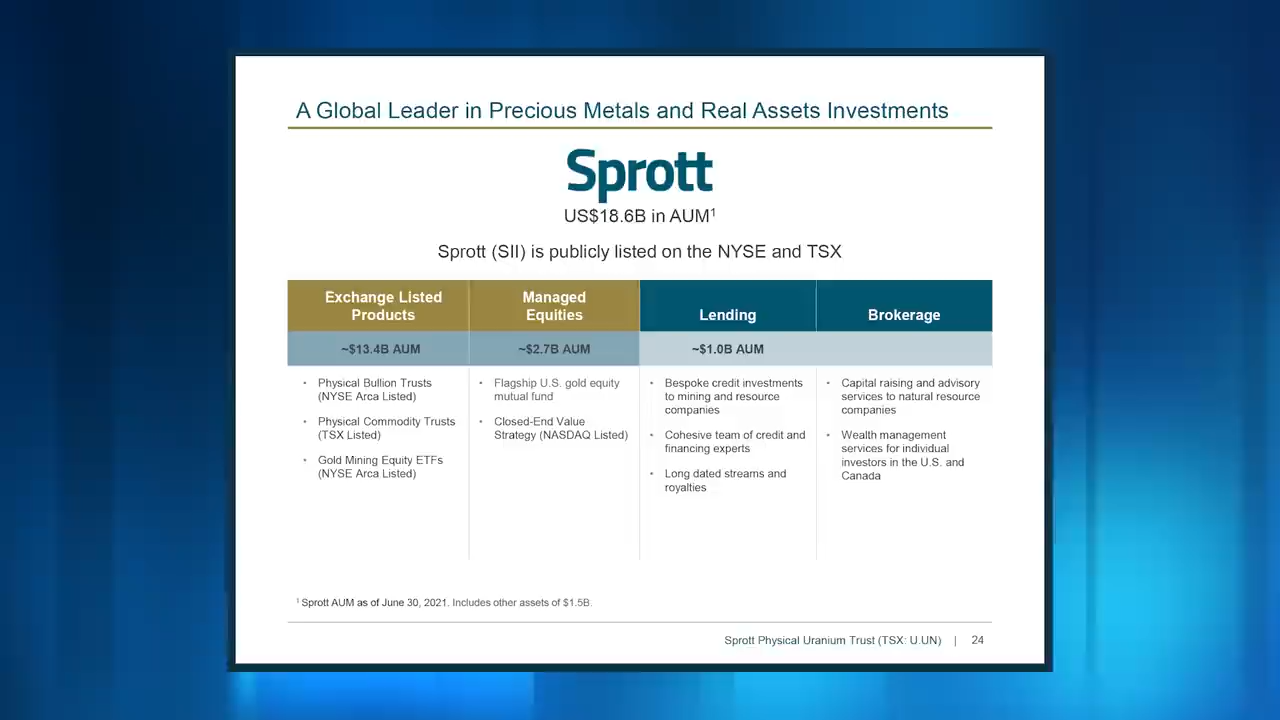 A Global Leader in Precious Metals and Real Assets Investments
Sprott
US$18.6B in AUM¹
Sprott (SII) is publicly listed on the NYSE and TSX
Exchange Listed
Products
~$13.4B AUM
• Physical Bullion Trusts
(NYSE Arca Listed)
• Physical Commodity Trusts
(TSX Listed)
• Gold Mining Equity ETFs
(NYSE Arca Listed)
Managed
Equities
~$2.7B AUM
• Flagship U.S. gold equity
mutual fund
• Closed-End Value
Strategy (NASDAQ Listed)
Lending
~$1.0B AUM
• Bespoke credit investments
to mining and resource
companies
• Cohesive team of credit and
financing experts
• Long dated streams and
royalties
Brokerage
• Capital raising and advisory
services to natural resource
companies
• Wealth management
services for individual
investors in the U.S. and
Canada
¹ Sprott AUM as of June 30, 2021. Includes other assets of $1.5B.
Sprott Physical Uranium Trust (TSX: U.UN) | 24